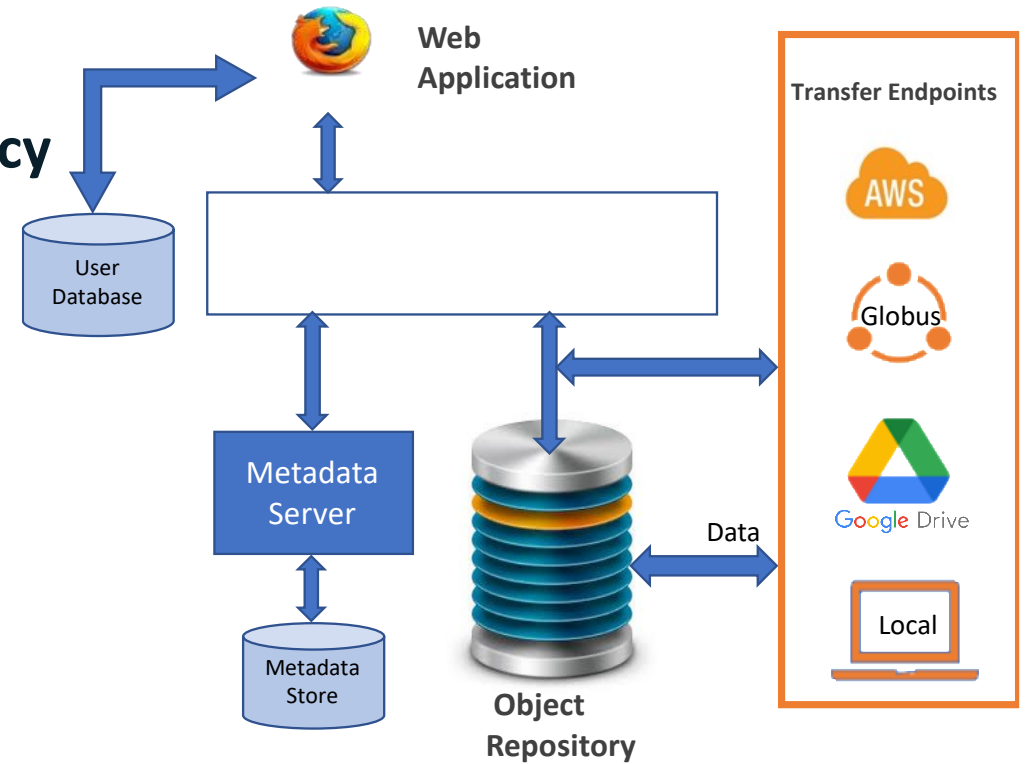 Web
Application
Transfer Endpoints
cy
AWS
User
Database
Globus
Metadata
Server
Google Drive
Data
Local
Metadata
Store
Object
Repository